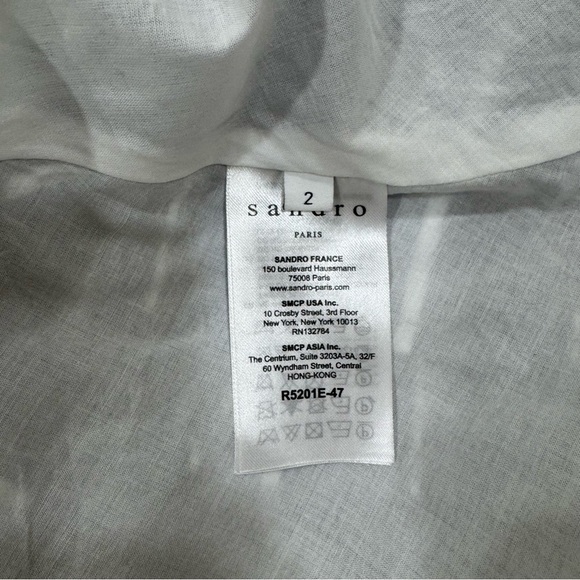 2
sandro
PARIS
SANDRO FRANCE
150 boulevard Haussmann
75008 Paris
www.sandro-paris.com
SMCP USA Inc.
10 Crosby Street, 3rd Floor
New York, New York 10013
RN132784
SMCP ASIA Inc.
The Centrium, Suite 3203A-5A, 32/F
60 Wyndham Street, Central
HONG-KONG
R5201E-47